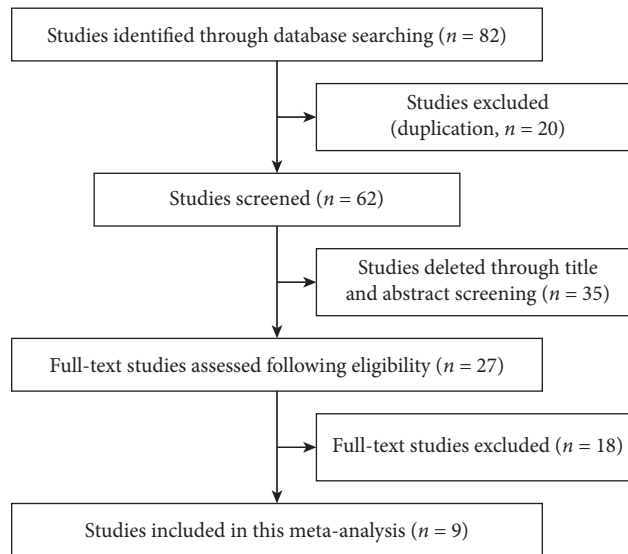 Studies identified through database searching (n = 82)
Studies excluded
(duplication, n = 20)
Studies screened (n = 62)
Studies deleted through title
and abstract screening (n = 35)
Full-text studies assessed following eligibility (n = 27)
Full-text studies excluded (n = 18)
Studies included in this meta-analysis (n = 9)